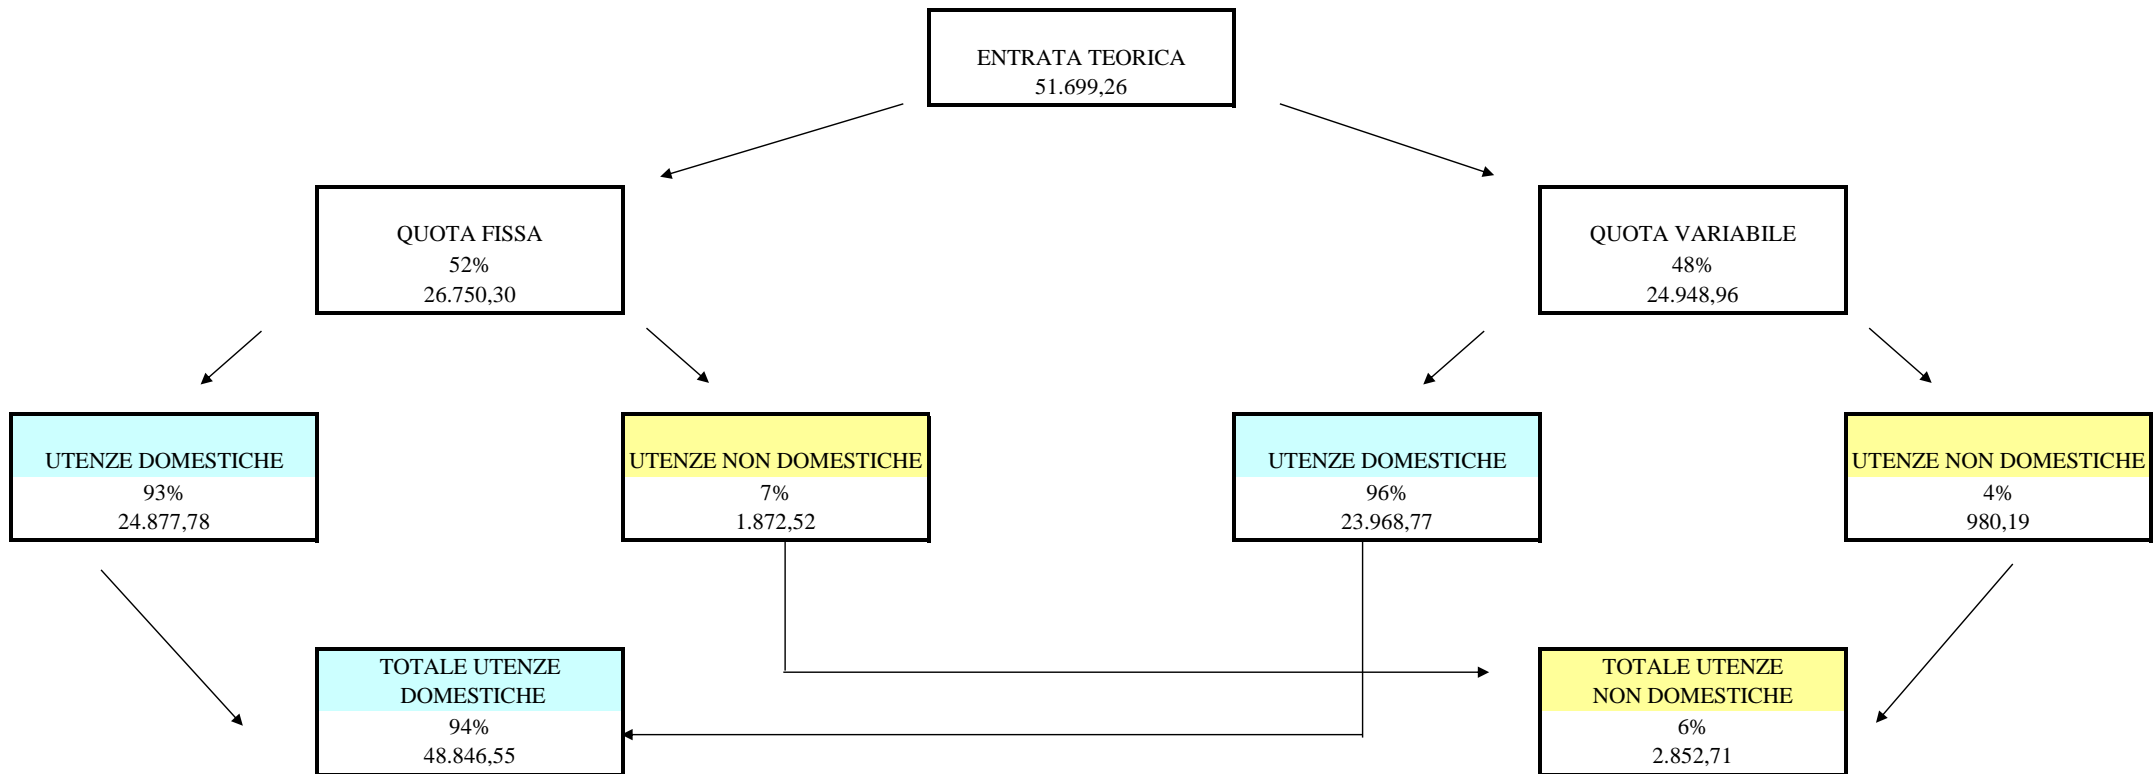 ENTRATA TEORICA
51.699,26
QUOTA FISSA
52%
26.750,30
QUOTA VARIABILE
48%
24.948,96
UTENZE DOMESTICHE
93%
24.877,78
UTENZE NON DOMESTICHE
7%
1.872,52
UTENZE DOMESTICHE
96%
23.968,77
UTENZE NON DOMESTICHE
4%
980,19
TOTALE UTENZE
DOMESTICHE
94%
48.846,55
TOTALE UTENZE
NON DOMESTICHE
6%
2.852,71